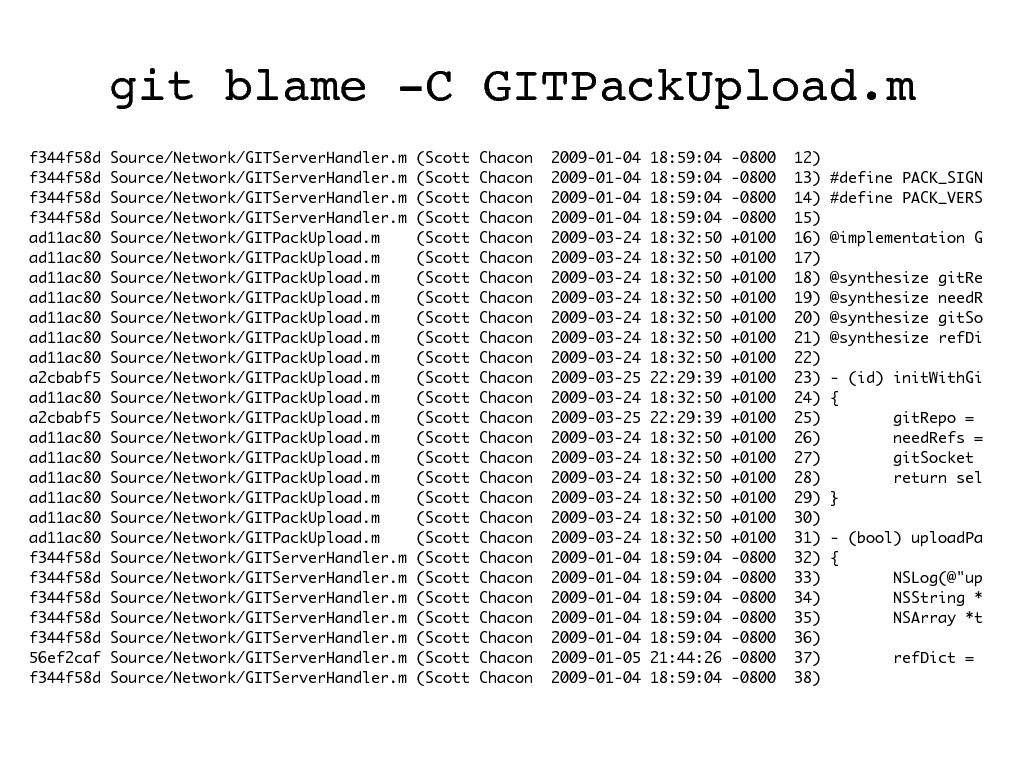 git blame -C GITPackUpload.m
f344f58d Source/Network/GITServerHandler.m (Scott Chacon  2009-01-04 18:59:04 -0800  12)
f344f58d Source/Network/GITServerHandler.m (Scott Chacon  2009-01-04 18:59:04 -0800  13) #define PACK_SIGN
f344f58d Source/Network/GITServerHandler.m (Scott Chacon  2009-01-04 18:59:04 -0800  14) #define PACK_VERS
f344f58d Source/Network/GITServerHandler.m (Scott Chacon  2009-01-04 18:59:04 -0800  15)
ad11ac80 Source/Network/GITPackUpload.m    (Scott Chacon  2009-03-24 18:32:50 +0100  16) @implementation G
ad11ac80 Source/Network/GITPackUpload.m    (Scott Chacon  2009-03-24 18:32:50 +0100  17)
ad11ac80 Source/Network/GITPackUpload.m    (Scott Chacon  2009-03-24 18:32:50 +0100  18) @synthesize gitRe
ad11ac80 Source/Network/GITPackUpload.m    (Scott Chacon  2009-03-24 18:32:50 +0100  19) @synthesize needR
ad11ac80 Source/Network/GITPackUpload.m    (Scott Chacon  2009-03-24 18:32:50 +0100  20) @synthesize gitSo
ad11ac80 Source/Network/GITPackUpload.m    (Scott Chacon  2009-03-24 18:32:50 +0100  21) @synthesize refDi
ad11ac80 Source/Network/GITPackUpload.m    (Scott Chacon  2009-03-24 18:32:50 +0100  22)
a2cbabf5 Source/Network/GITPackUpload.m    (Scott Chacon  2009-03-25 22:29:39 +0100  23) - (id) initWithGi
ad11ac80 Source/Network/GITPackUpload.m    (Scott Chacon  2009-03-24 18:32:50 +0100  24) {
a2cbabf5 Source/Network/GITPackUpload.m    (Scott Chacon  2009-03-25 22:29:39 +0100  25)        gitRepo =
ad11ac80 Source/Network/GITPackUpload.m    (Scott Chacon  2009-03-24 18:32:50 +0100  26)        needRefs =
ad11ac80 Source/Network/GITPackUpload.m    (Scott Chacon  2009-03-24 18:32:50 +0100  27)        gitSocket
ad11ac80 Source/Network/GITPackUpload.m    (Scott Chacon  2009-03-24 18:32:50 +0100  28)        return sel
ad11ac80 Source/Network/GITPackUpload.m    (Scott Chacon  2009-03-24 18:32:50 +0100  29) }
ad11ac80 Source/Network/GITPackUpload.m    (Scott Chacon  2009-03-24 18:32:50 +0100  30)
ad11ac80 Source/Network/GITPackUpload.m    (Scott Chacon  2009-03-24 18:32:50 +0100  31) - (bool) uploadPa
f344f58d Source/Network/GITServerHandler.m (Scott Chacon  2009-01-04 18:59:04 -0800  32) {
f344f58d Source/Network/GITServerHandler.m (Scott Chacon  2009-01-04 18:59:04 -0800  33)        NSLog(@"up
f344f58d Source/Network/GITServerHandler.m (Scott Chacon  2009-01-04 18:59:04 -0800  34)        NSString *
f344f58d Source/Network/GITServerHandler.m (Scott Chacon  2009-01-04 18:59:04 -0800  35)        NSArray *t
f344f58d Source/Network/GITServerHandler.m (Scott Chacon  2009-01-04 18:59:04 -0800  36)
56ef2caf Source/Network/GITServerHandler.m (Scott Chacon  2009-01-05 21:44:26 -0800  37)        refDict =
f344f58d Source/Network/GITServerHandler.m (Scott Chacon  2009-01-04 18:59:04 -0800  38)